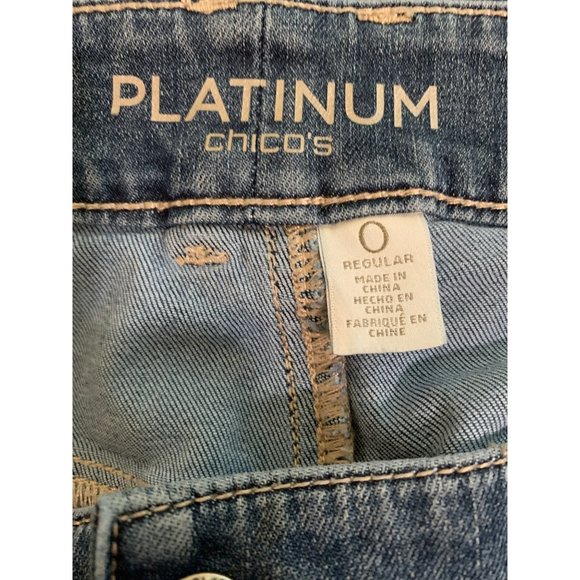 PLATINUM
chico's
0
REGULAR
MADE IN
CHINA
HECHO EN
CHINA
FABRIQUÉ EN
CHINE